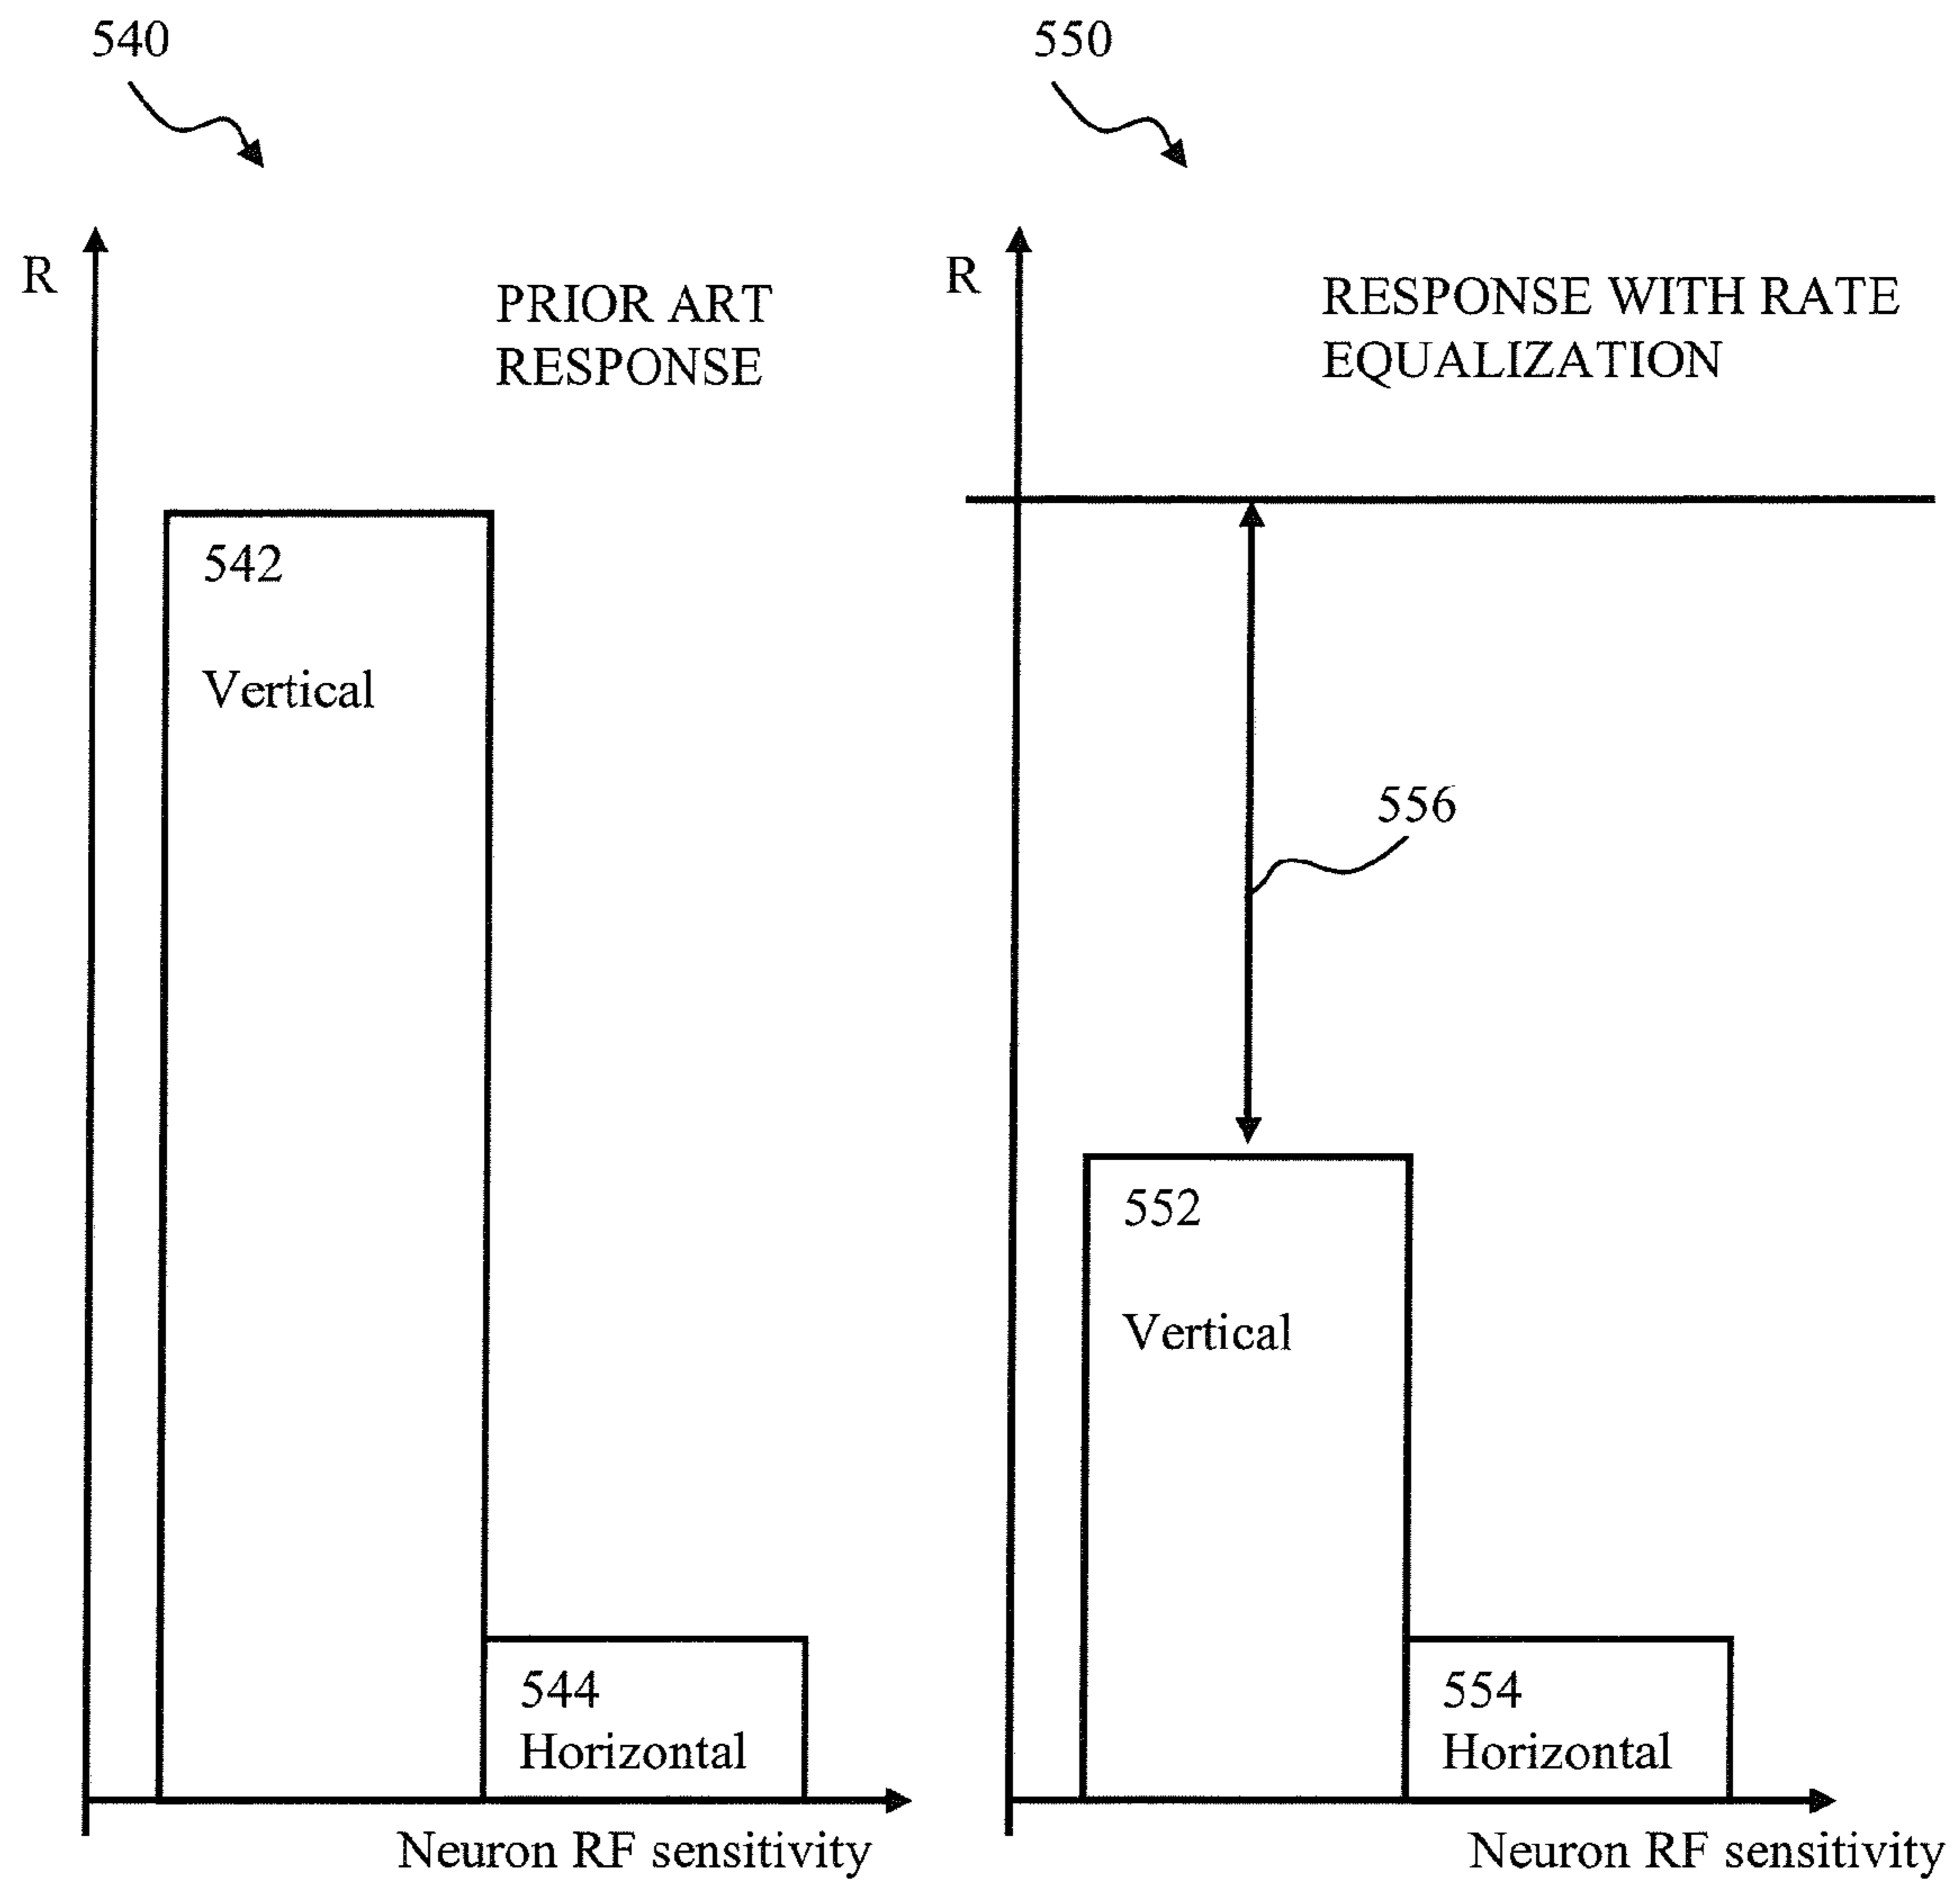 540
R
PRIOR ART
RESPONSE
542
Vertical
544
Horizontal
Neuron RF sensitivity
550
R
RESPONSE WITH RATE
EQUALIZATION
556
552
Vertical
554
Horizontal
Neuron RF sensitivity